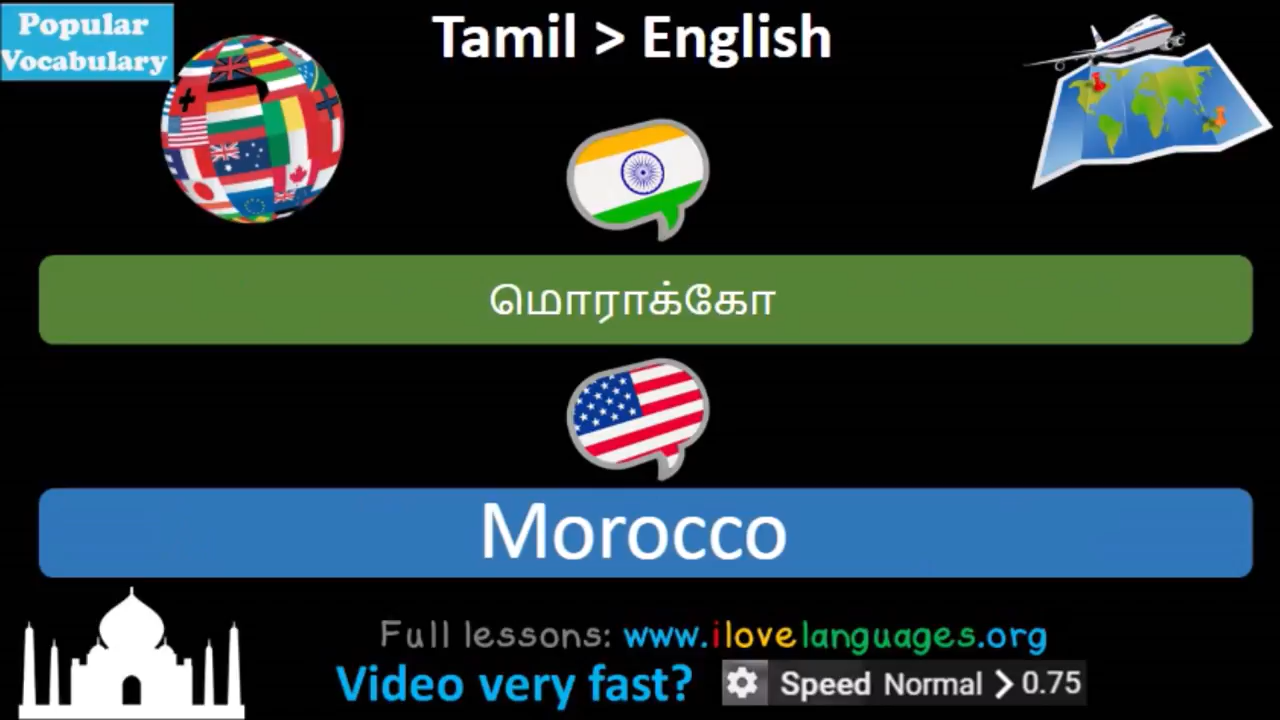 Popular
Vocabulary
Tamil > English
மொராக்கோ
Morocco
Full lessons: www.ilovelanguages.org
Video very fast? Speed Normal > 0.75